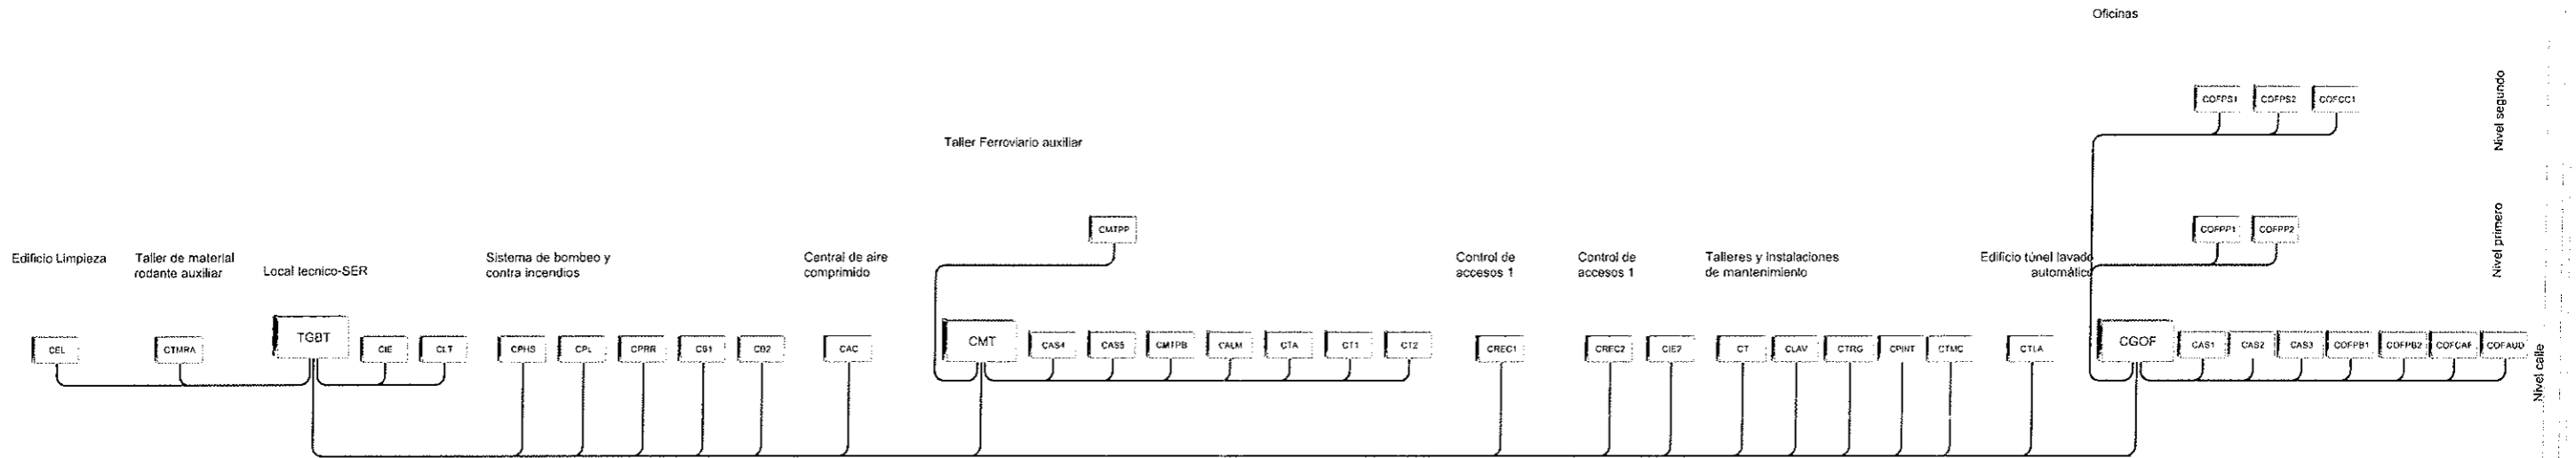 Oficinas
COFPS1
COFPS2
COFCC1
Nivel segundo
Taller Ferroviario auxiliar
CMTPP
COFPP1
COFPP2
Nivel primero
Edificio Limpieza
Taller de material
rodante auxiliar
Local tecnico-SER
Sistema de bombeo y
contra incendios
Central de aire
comprimido
Control de
accesos 1
Control de
accesos 1
Talleres y instalaciones
de mantenimiento
Edificio túnel lavado
automático
CEL
CTMRA
TGBT
CIE
CLT
CPHS
CPL
CPRR
CB1
CB2
CAC
CMT
CAS4
CAS5
CMTPB
CALM
CTA
CT1
CT2
CREC1
CREC2
CIE2
CT
CLAV
CTRG
CPINT
CTMC
CTLA
CGOF
CAS1
CAS2
CAS3
COFPB1
COFPB2
COFCAF
COFAUD
Nivel calle